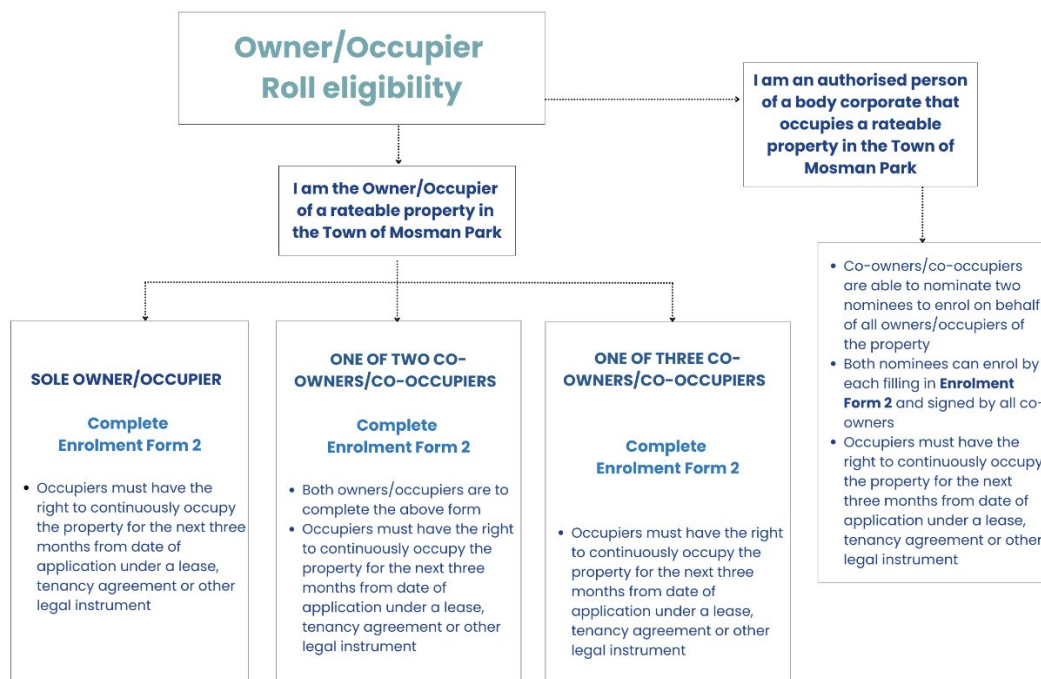 Owner/Occupier
Roll eligibility
I am an authorised person
of a body corporate that
occupies a rateable
property in the Town of
Mosman Park
I am the Owner/Occupier
of a rateable property in
the Town of Mosman Park
SOLE OWNER/OCCUPIER
Complete
Enrolment Form 2
• Occupiers must have the
right to continuously occupy
the property for the next three
months from date of
application under a lease,
tenancy agreement or other
legal instrument
ONE OF TWO CO-
OWNERS/CO-OCCUPIERS
Complete
Enrolment Form 2
• Both owners/occupiers are to
complete the above form
• Occupiers must have the right
to continuously occupy the
property for the next three
months from date of
application under a lease,
tenancy agreement or other
legal instrument
ONE OF THREE CO-
OWNERS/CO-OCCUPIERS
Complete
Enrolment Form 2
• Occupiers must have the right
to continuously occupy the
property for the next three
months from date of
application under a lease,
tenancy agreement or other
legal instrument
• Co-owners/co-occupiers
are able to nominate two
nominees to enrol on behalf
of all owners/occupiers of
the property
• Both nominees can enrol by
each filling in Enrolment
Form 2 and signed by all co-
owners
• Occupiers must have the
right to continuously occupy
the property for the next
three months from date of
application under a lease,
tenancy agreement or other
legal instrument